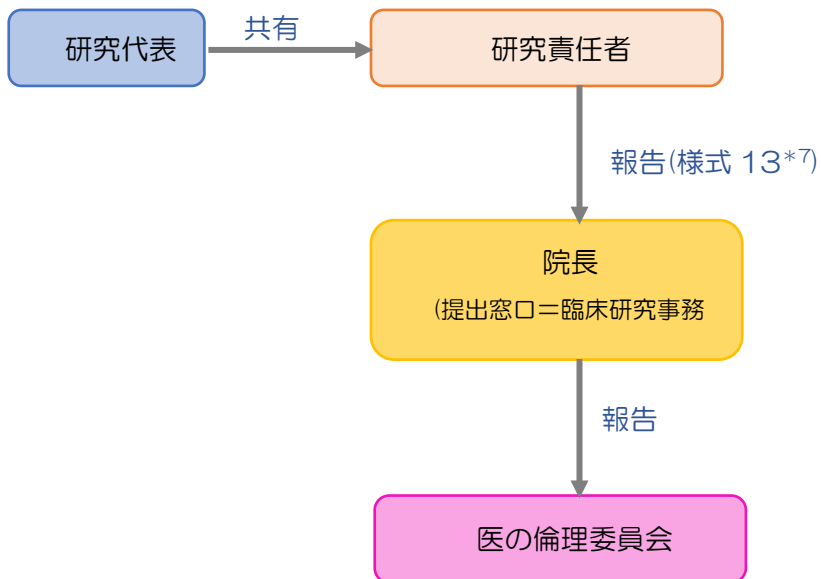 研究代表
共有
研究責任者
報告(様式 13*7)
院長
(提出窓口＝臨床研究事務
報告
医の倫理委員会